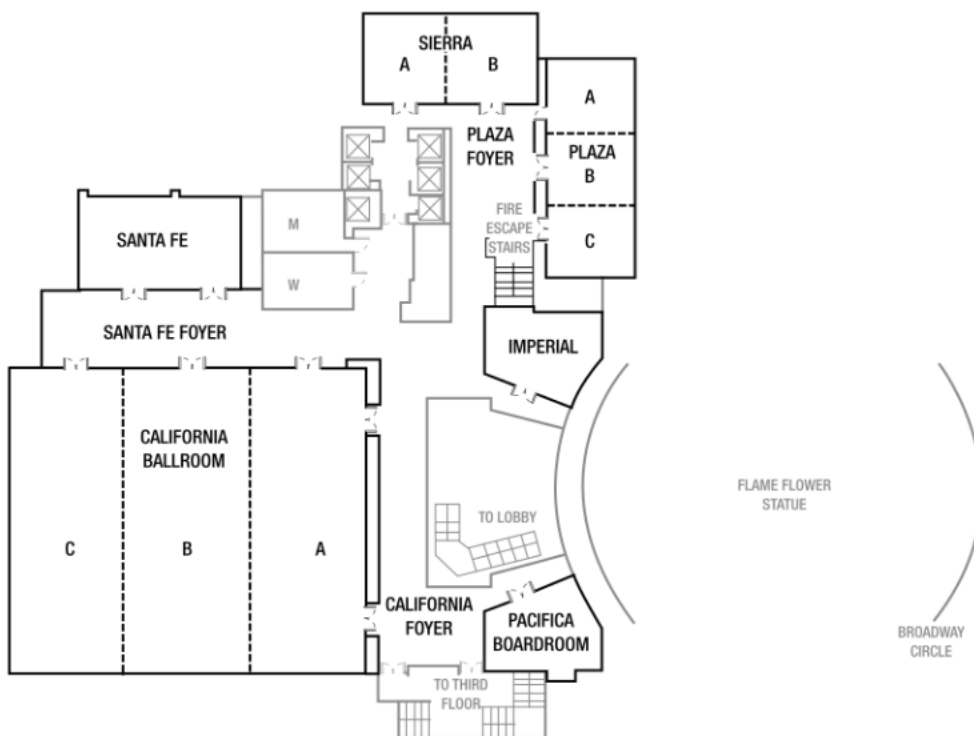 SIERRA
A
B
PLAZA
FOYER
A
PLAZA
B
C
FIRE
ESCAPE
STAIRS
M
W
SANTA FE
SANTA FE FOYER
IMPERIAL
CALIFORNIA
BALLROOM
C
B
A
TO LOBBY
FLAME FLOWER
STATUE
CALIFORNIA
FOYER
PACIFICA
BOARDROOM
BROADWAY
CIRCLE
TO THIRD
FLOOR